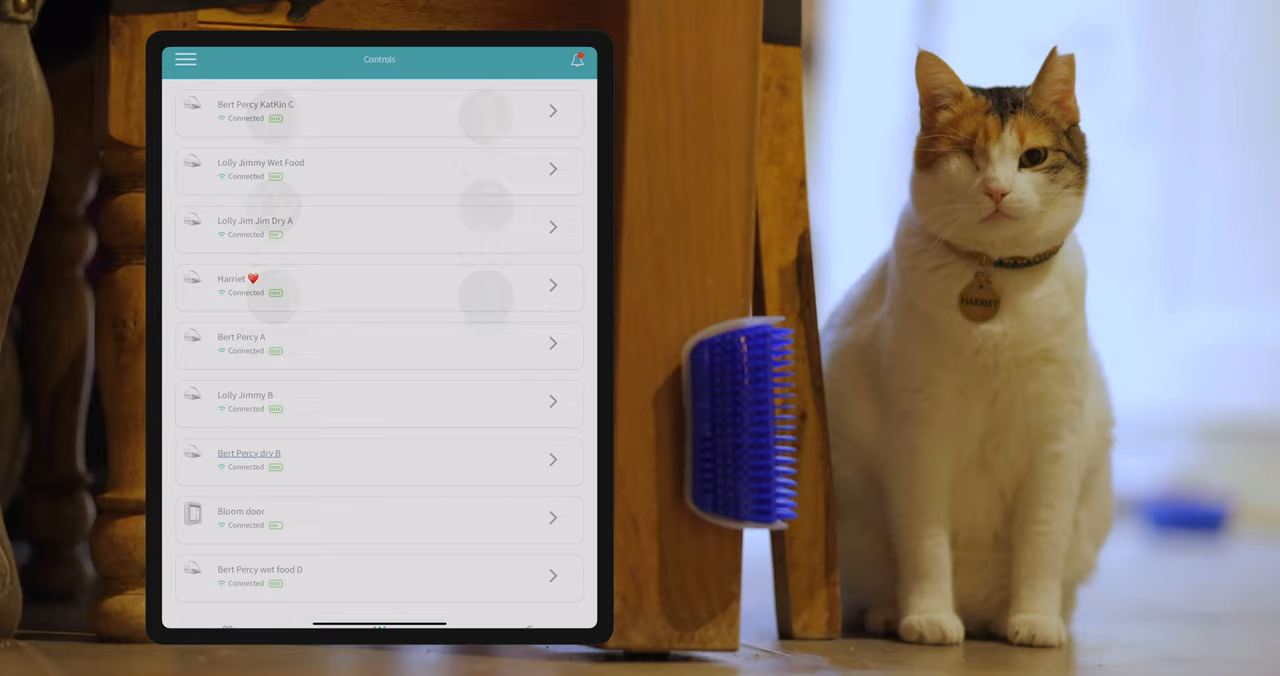 Controls
Bert Percy KatKin C
Connected
Lolly Jimmy Wet Food
Connected
Lolly Jim Jim Dry A
Connected
Harriet ❤️
Connected
Bert Percy A
Connected
Lolly Jimmy B
Connected
Bert Percy dry B
Connected
Bloom door
Connected
Bert Percy wet food D
Connected
HARRIET